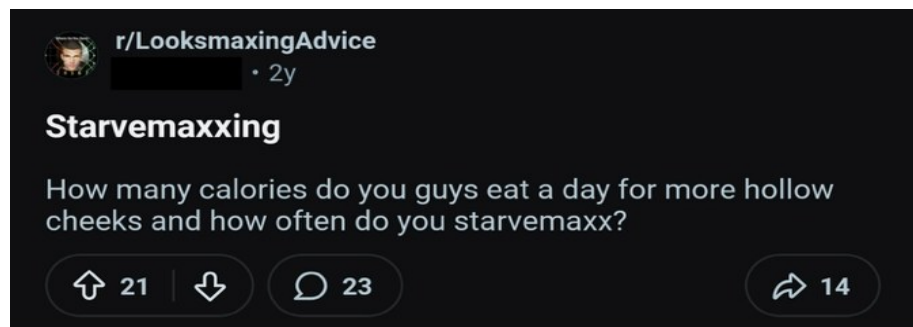 r/LooksmaxingAdvice
• 2y
Starvemaxxing
How many calories do you guys eat a day for more hollow
cheeks and how often do you starvemaxx?
21
23
14